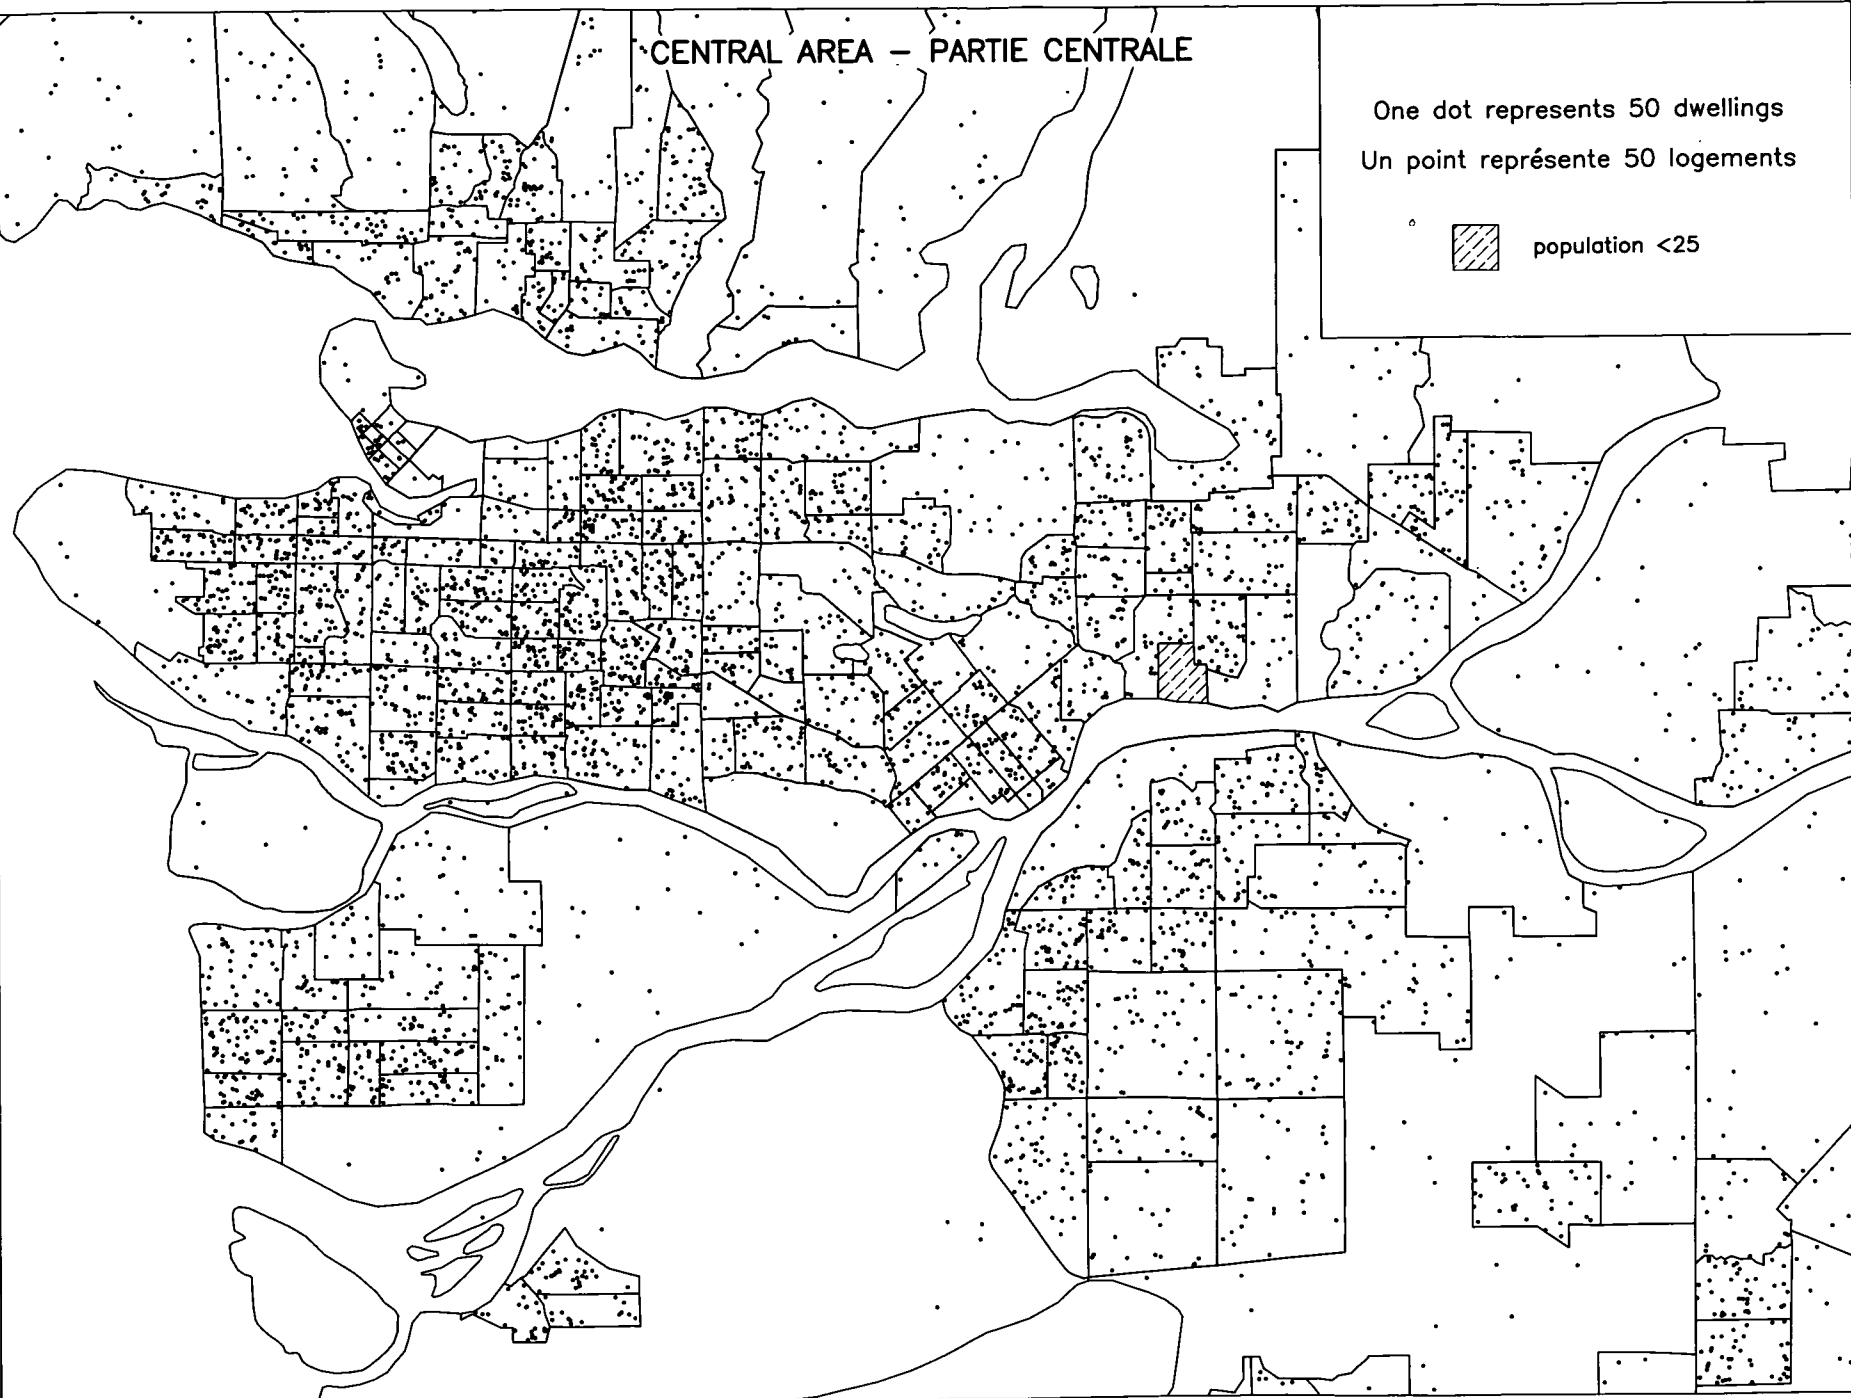 CENTRAL AREA – PARTIE CENTRALE
One dot represents 50 dwellings
Un point représente 50 logements
population <25